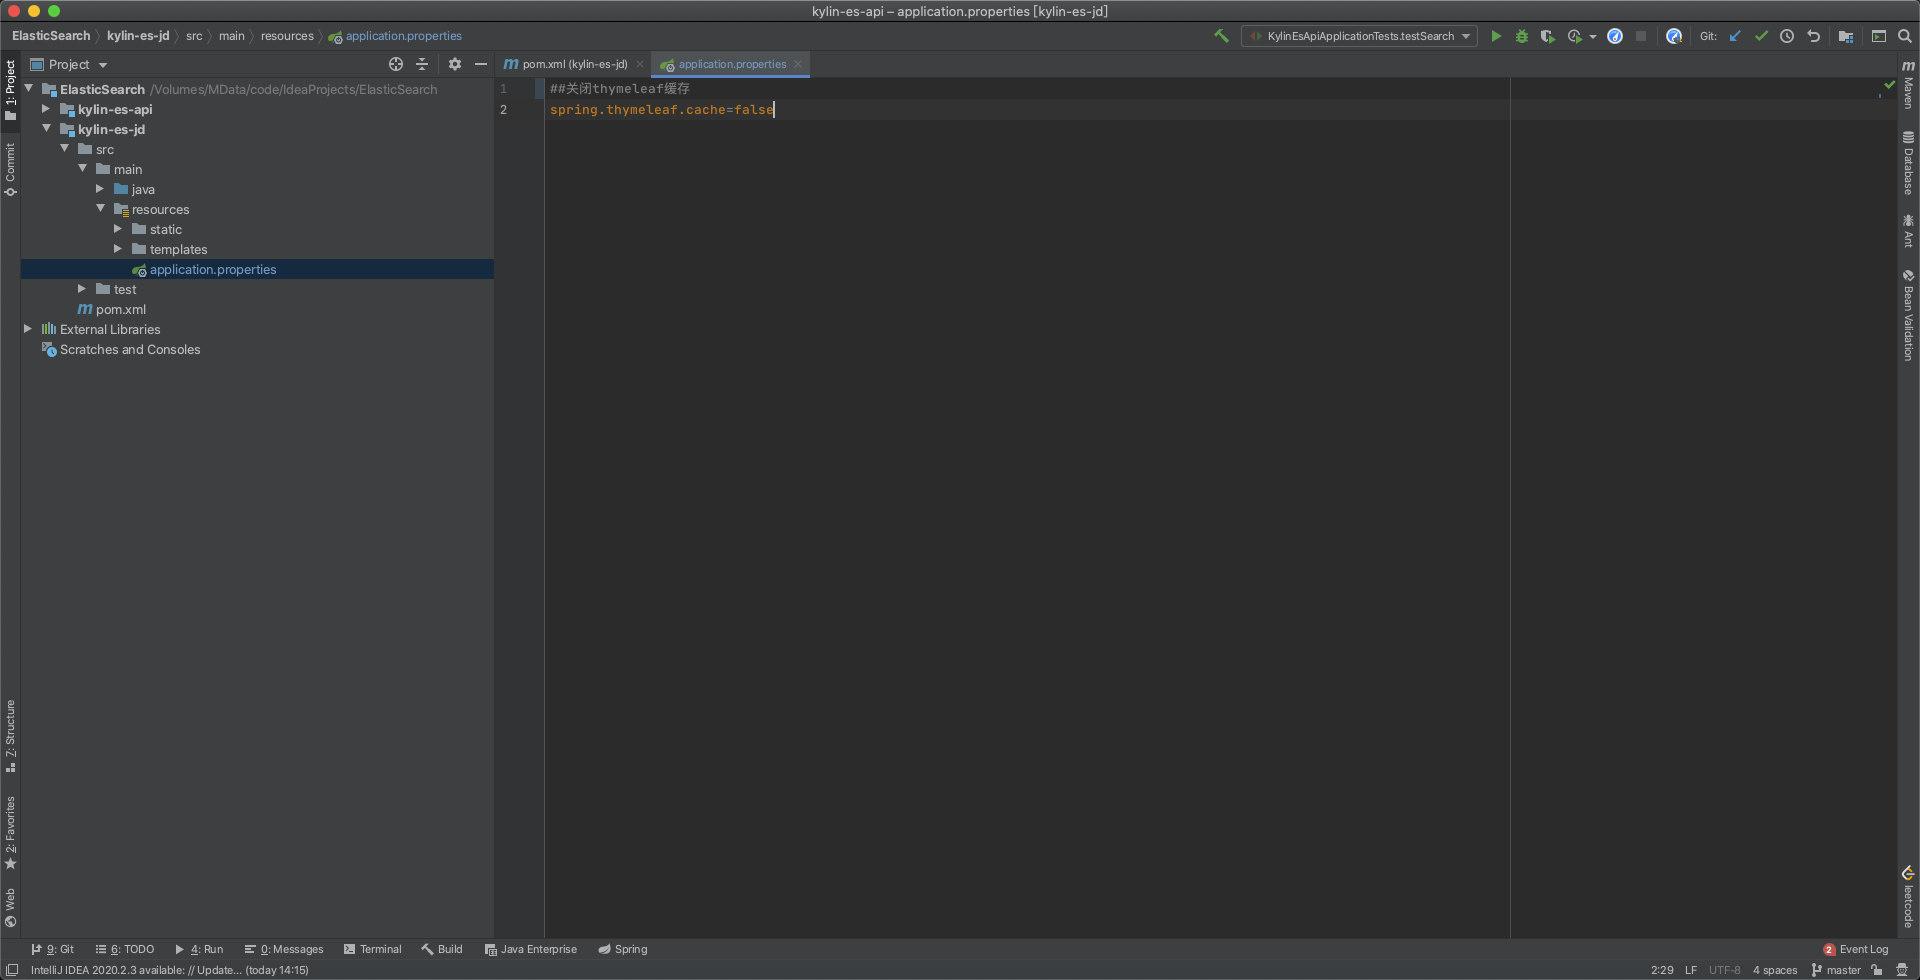 kylin-es-api – application.properties [kylin-es-jd]
ElasticSearch kylin-es-jd src main resources application.properties
KylinEsApiApplicationTests.testSearch
Git:
Project
pom.xml (kylin-es-jd)
application.properties
ElasticSearch /Volumes/MData/code/IdeaProjects/ElasticSearch
kylin-es-api
kylin-es-jd
src
main
java
resources
static
templates
application.properties
test
pom.xml
External Libraries
Scratches and Consoles
1 ##关闭thymeleaf缓存
2 spring.thymeleaf.cache=false
1: Project
Commit
7: Structure
2: Favorites
Web
Maven
Database
Ant
Bean Validation
leetcode
9: Git
6: TODO
4: Run
0: Messages
Terminal
Build
Java Enterprise
Spring
2 Event Log
IntelliJ IDEA 2020.2.3 available: // Update... (today 14:15)
2:29 LF UTF-8 4 spaces master